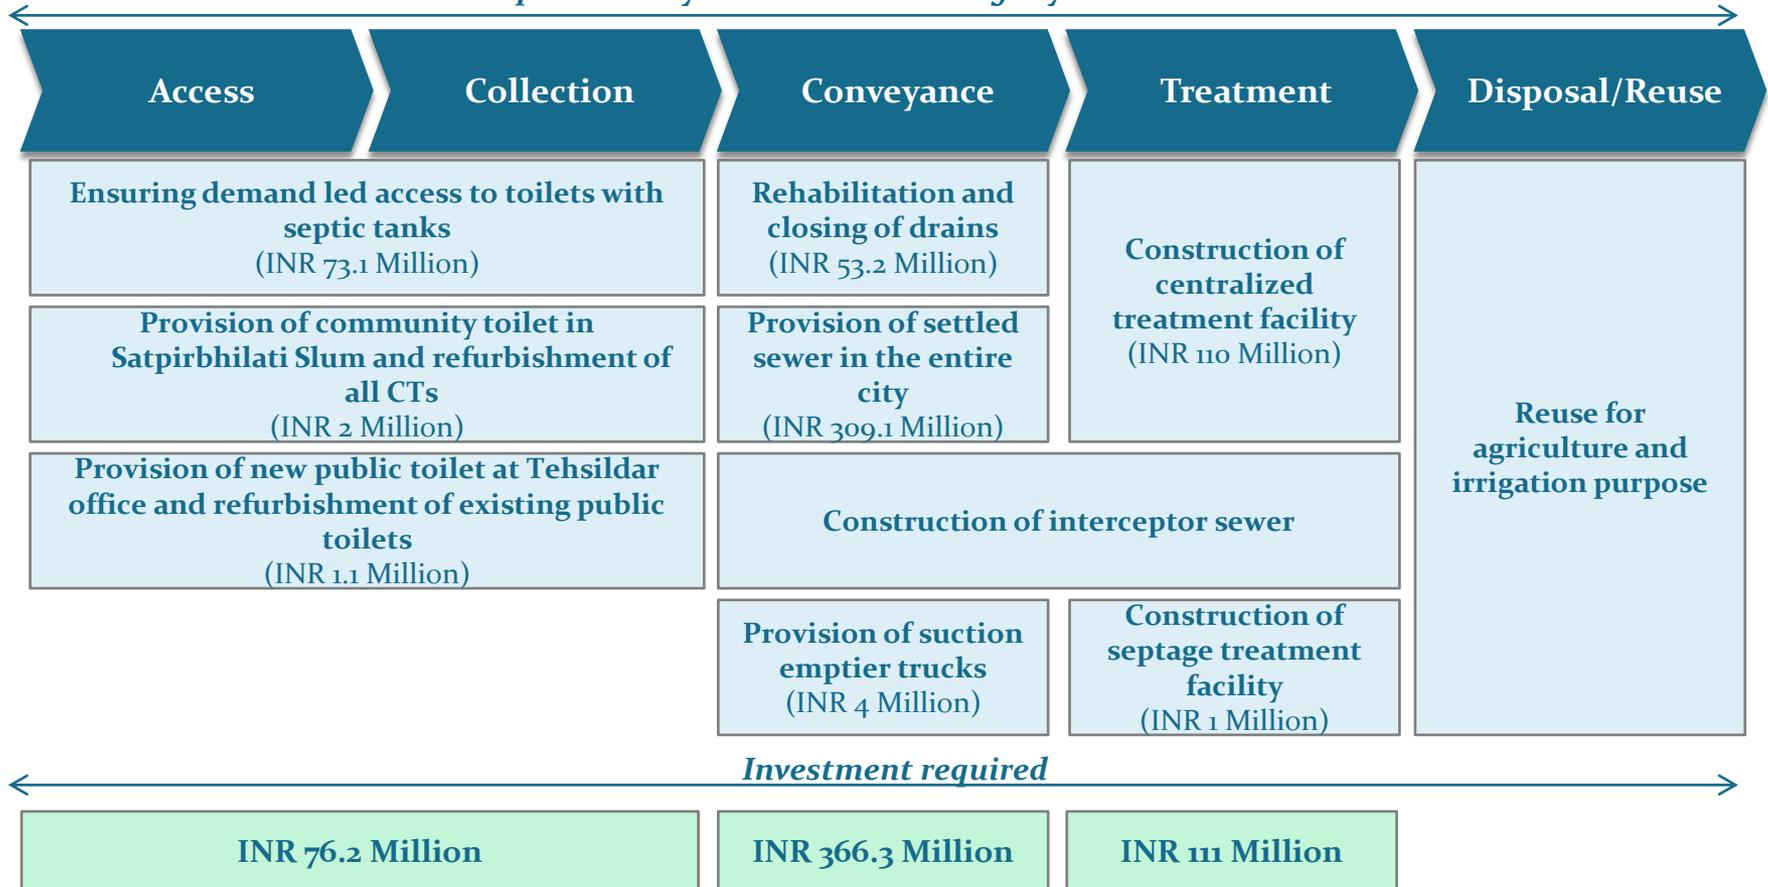 Access
Collection
Conveyance
Treatment
Disposal/Reuse
Ensuring demand led access to toilets with
septic tanks
(INR 73.1 Million)
Provision of community toilet in
Satpirbhilati Slum and refurbishment of
all CTs
(INR 2 Million)
Provision of new public toilet at Tehsildar
office and refurbishment of existing public
toilets
(INR 1.1 Million)
Rehabilitation and
closing of drains
(INR 53.2 Million)
Provision of settled
sewer in the entire
city
(INR 309.1 Million)
Construction of
centralized
treatment facility
(INR 110 Million)
Construction of interceptor sewer
Provision of suction
emptier trucks
(INR 4 Million)
Construction of
septage treatment
facility
(INR 1 Million)
Reuse for
agriculture and
irrigation purpose
Investment required
INR 76.2 Million
INR 366.3 Million
INR 111 Million